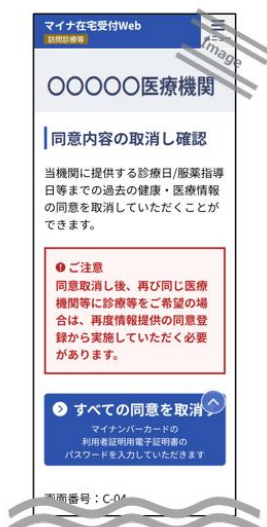 マイナ在宅受付Web
訪問診療等
メニュー
Image
○○○○○医療機関
同意内容の取消し確認
当機関に提供する診療日/服薬指導
日等までの過去の健康・医療情報
の同意を取消していただくことが
できます。
ご注意
同意取消し後、再び同じ医療
機関等に診療等をご希望の場
合は、再度情報提供の同意登
録から実施していただく必要
があります。
すべての同意を取消す
マイナンバーカードの
利用者証明用電子証明書の
パスワードを入力していただきます
画面番号:C-04